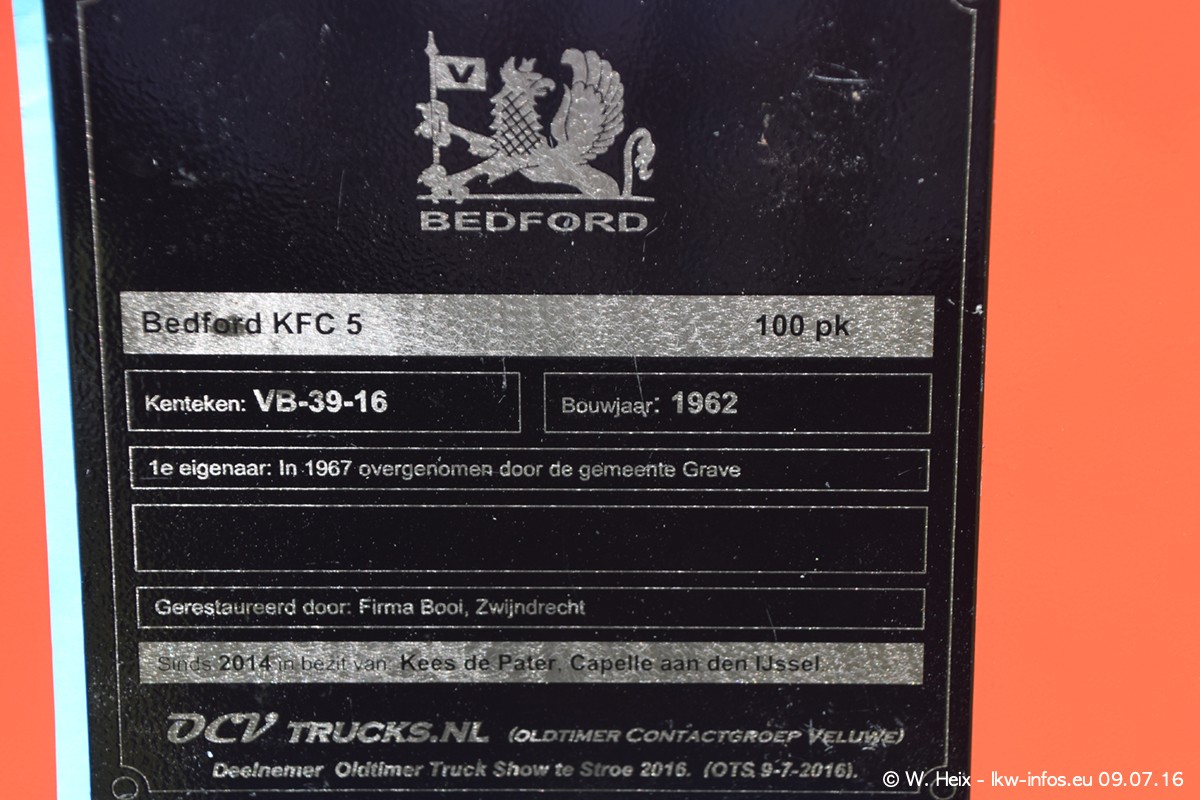 V
BEDFORD
Bedford KFC 5 100 pk
Kenteken: VB-39-16 Bouwjaar: 1962
1e eigenaar: In 1967 overgenomen door de gemeente Grave
Gerestaureerd door: Firma Booi, Zwijndrecht
Sinds 2014 in bezit van: Kees de Pater, Capelle aan den IJssel
OCV TRUCKS.NL (OLDTIMER CONTACTGROEP VELUWE)
Deelnemer Oldtimer Truck Show te Stroe 2016. (OTS 9-7-2016).
© W. Heix - lkw-infos.eu 09.07.16